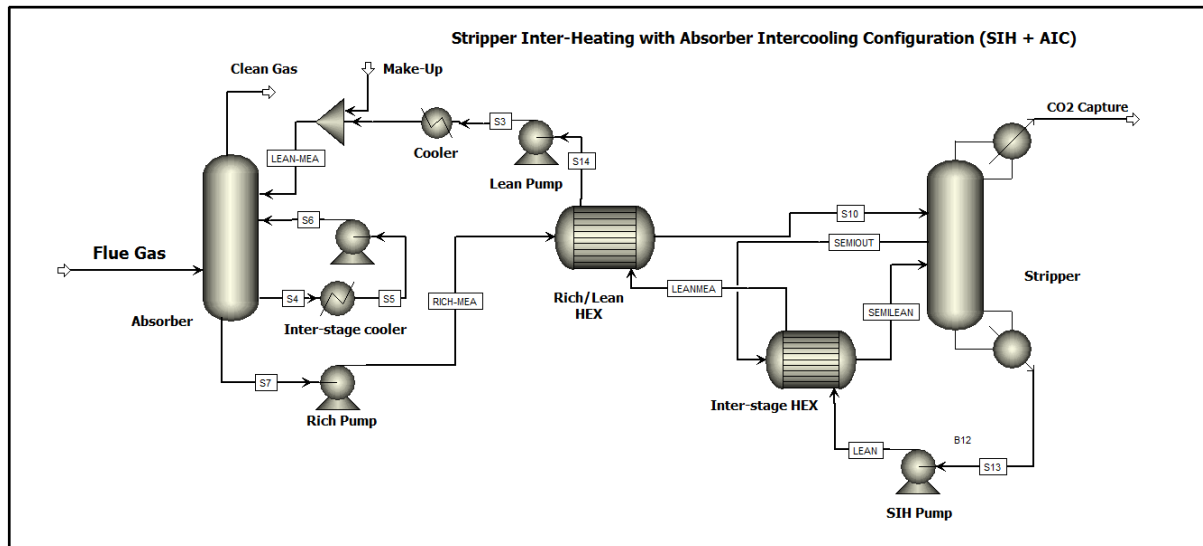 Stripper Inter-Heating with Absorber Intercooling Configuration (SIH + AIC)
Clean Gas
Make-Up
CO2 Capture
S3
Cooler
LEAN-MEA
S14
Lean Pump
S6
S10
SEMIOUT
Flue Gas
Stripper
Rich/Lean
HEX
LEANMEA
RICH-MEA
S4
S5
SEMILEAN
Absorber
Inter-stage cooler
S7
Rich Pump
Inter-stage HEX
B12
LEAN
S13
SIH Pump